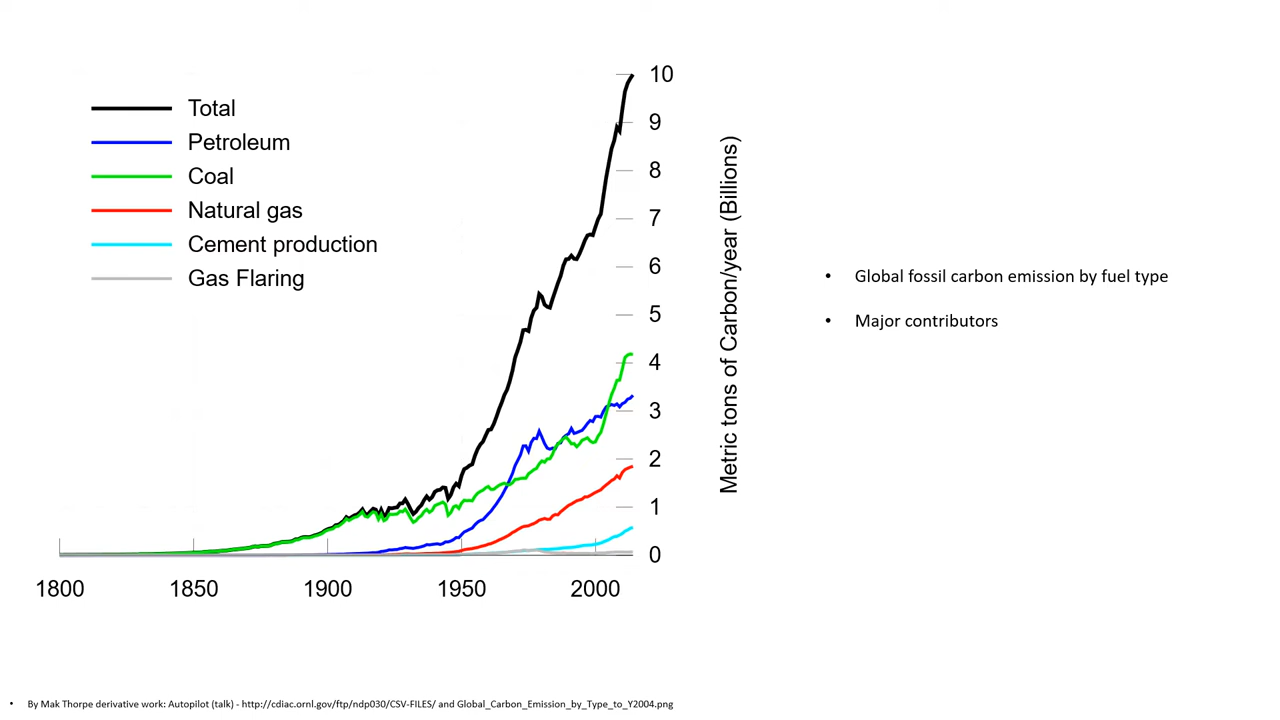 Total
Petroleum
Coal
Natural gas
Cement production
Gas Flaring
10
9
8
7
6
5
4
3
2
1
0
1800 1850 1900 1950 2000
Metric tons of Carbon/year (Billions)
• Global fossil carbon emission by fuel type
• Major contributors
• By Mak Thorpe derivative work: Autopilot (talk) - http://cdiac.ornl.gov/ftp/ndp030/CSV-FILES/ and Global_Carbon_Emission_by_Type_to_Y2004.png